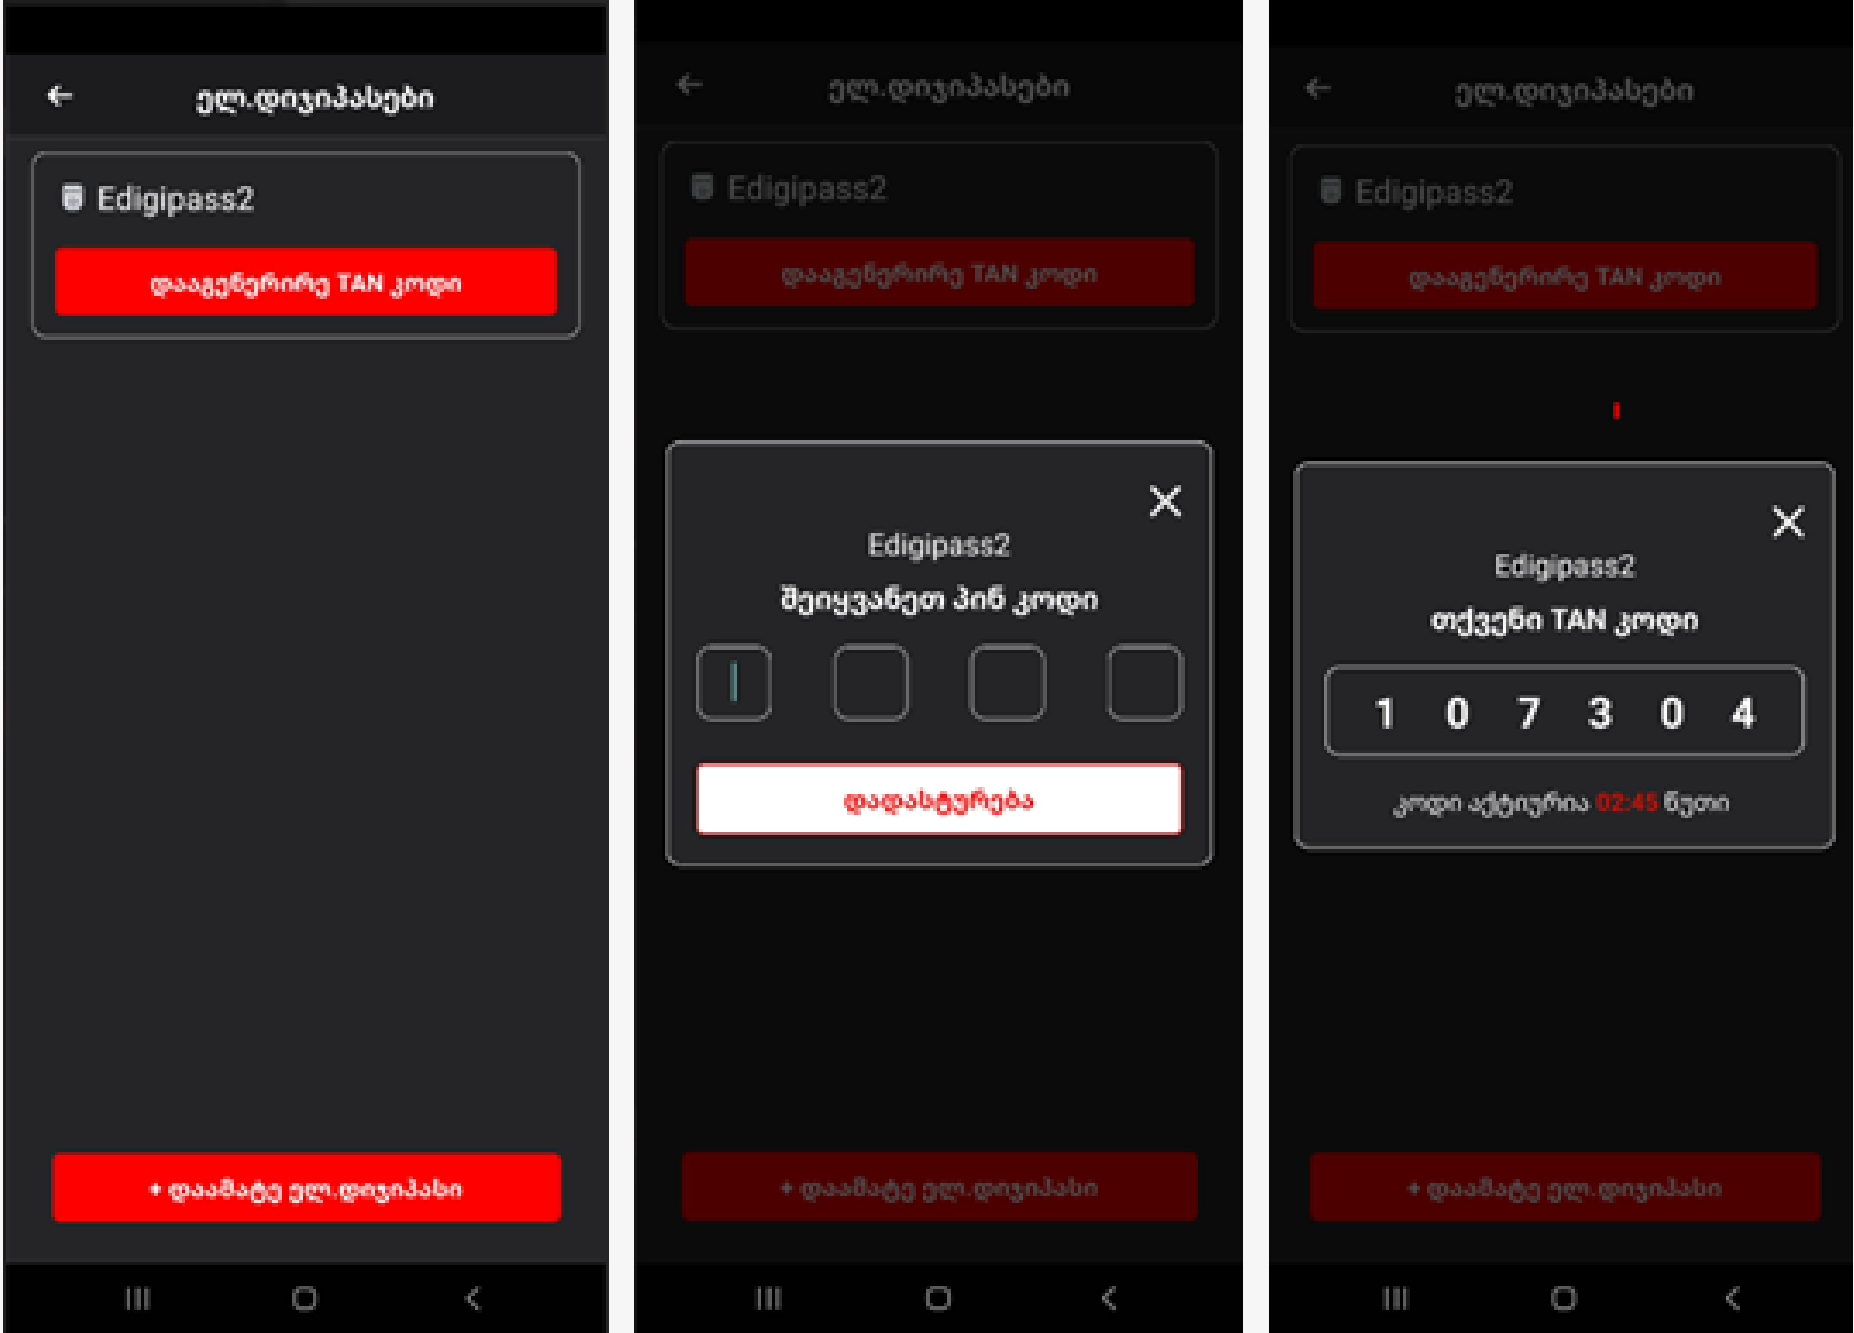 ელ.დიჯიპასები
Edigipass2
დააგენერირე TAN კოდი
+ დაამატე ელ.დიჯიპასი
ელ.დიჯიპასები
Edigipass2
დააგენერირე TAN კოდი
Edigipass2
შეიყვანეთ პინ კოდი
დადასტურება
+ დაამატე ელ.დიჯიპასი
ელ.დიჯიპასები
Edigipass2
დააგენერირე TAN კოდი
Edigipass2
თქვენი TAN კოდი
1 0 7 3 0 4
კოდი აქტიურია 02:45 წუთი
+ დაამატე ელ.დიჯიპასი